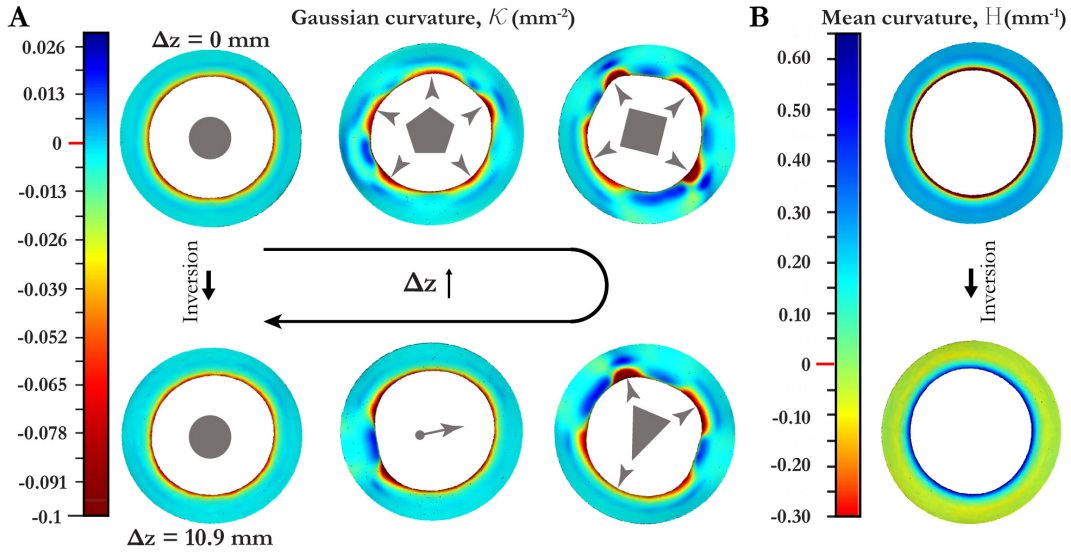 A
Gaussian curvature, 𝒦 (mm⁻²)
B
Mean curvature, H (mm⁻¹)
Δz = 0 mm
0.026
0.013
0
-0.013
-0.026
-0.039
-0.052
-0.065
-0.078
-0.091
-0.1
Inversion
Δz
Δz = 10.9 mm
0.60
0.50
0.40
0.30
0.20
0.10
0
-0.10
-0.20
-0.30
Inversion